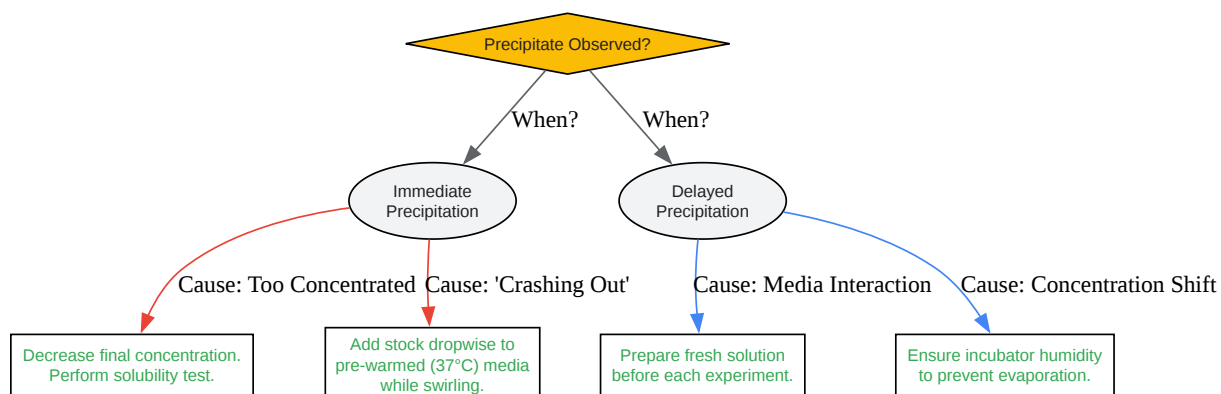 Precipitate Observed?
When?
When?
Immediate
Precipitation
Delayed
Precipitation
Cause: Too Concentrated
Cause: 'Crashing Out'
Cause: Media Interaction
Cause: Concentration Shift
Decrease final concentration.
Perform solubility test.
Add stock dropwise to
pre-warmed (37°C) media
while swirling.
Prepare fresh solution
before each experiment.
Ensure incubator humidity
to prevent evaporation.